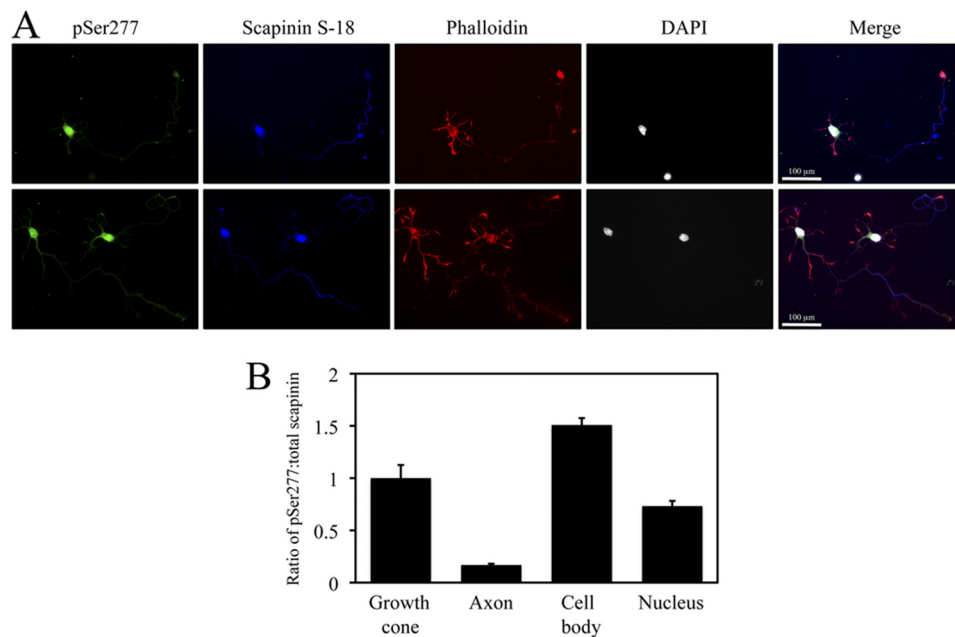 A
pSer277
Scapinin S-18
Phalloidin
DAPI
Merge
100 μm
100 μm
B
Ratio of pSer277:total scapinin
2
1.5
1
0.5
0
Growth cone
Axon
Cell body
Nucleus